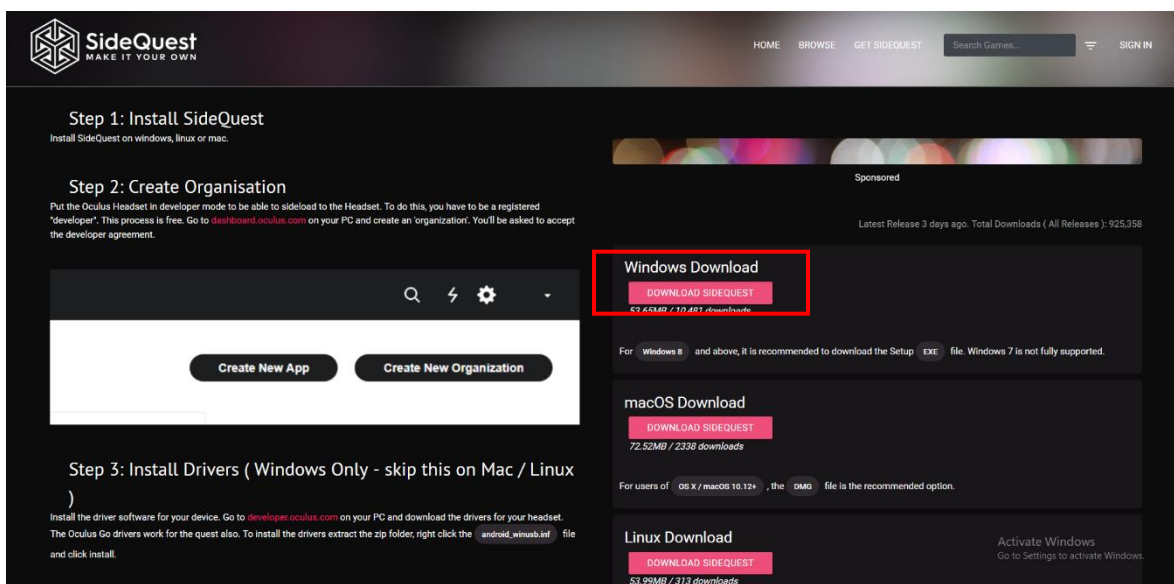 SideQuest
MAKE IT YOUR OWN
HOME
BROWSE
GET SIDEQUEST
Search Games...
SIGN IN
Step 1: Install SideQuest
Install SideQuest on windows, linux or mac.
Step 2: Create Organisation
Put the Oculus Headset in developer mode to be able to sideload to the Headset. To do this, you have to be a registered
"developer". This process is free. Go to dashboard.oculus.com on your PC and create an 'organization'. You'll be asked to accept
the developer agreement.
Create New App
Create New Organization
Step 3: Install Drivers ( Windows Only - skip this on Mac / Linux
)
Install the driver software for your device. Go to developer.oculus.com on your PC and download the drivers for your headset.
The Oculus Go drivers work for the quest also. To install the drivers extract the zip folder, right click the android_winusb.inf file
and click install.
Sponsored
Latest Release 3 days ago. Total Downloads ( All Releases ): 925,358
Windows Download
DOWNLOAD SIDEQUEST
53.65MB / 10,481 downloads
For Windows 8 and above, it is recommended to download the Setup EXE file. Windows 7 is not fully supported.
macOS Download
DOWNLOAD SIDEQUEST
72.52MB / 2338 downloads
For users of OS X / macOS 10.12+ , the DMG file is the recommended option.
Linux Download
DOWNLOAD SIDEQUEST
53.99MB / 313 downloads
Activate Windows
Go to Settings to activate Windows.